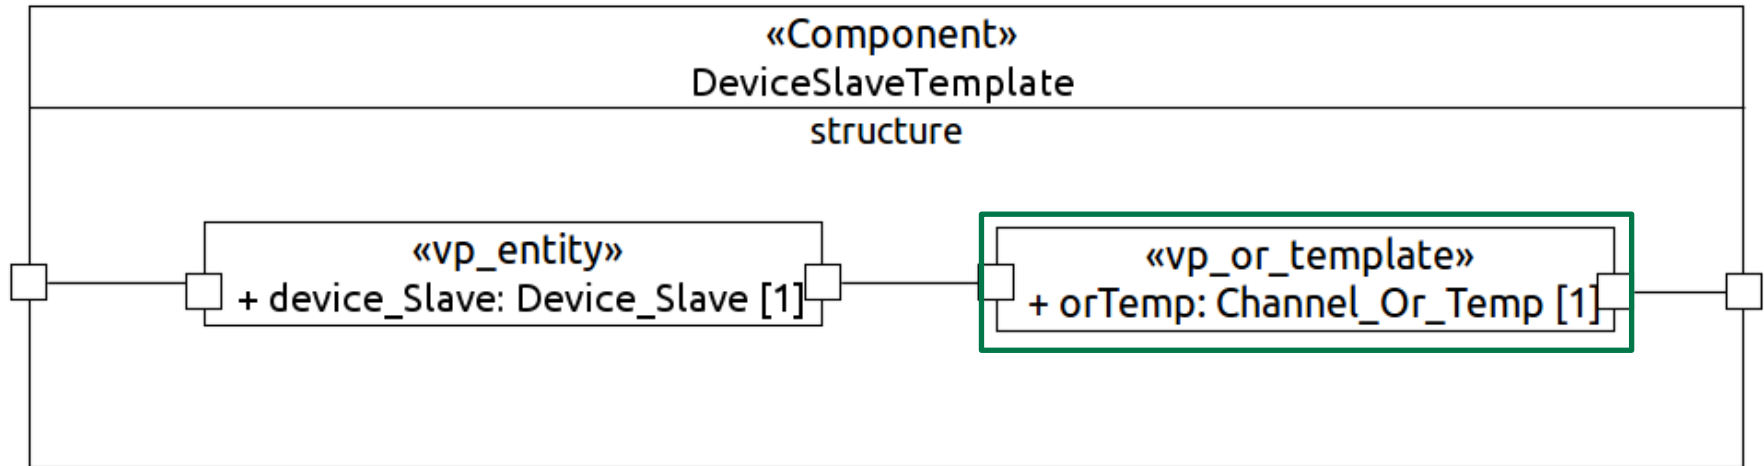 «Component»
DeviceSlaveTemplate
structure
«vp_entity»
+ device_Slave: Device_Slave [1]
«vp_or_template»
+ orTemp: Channel_Or_Temp [1]